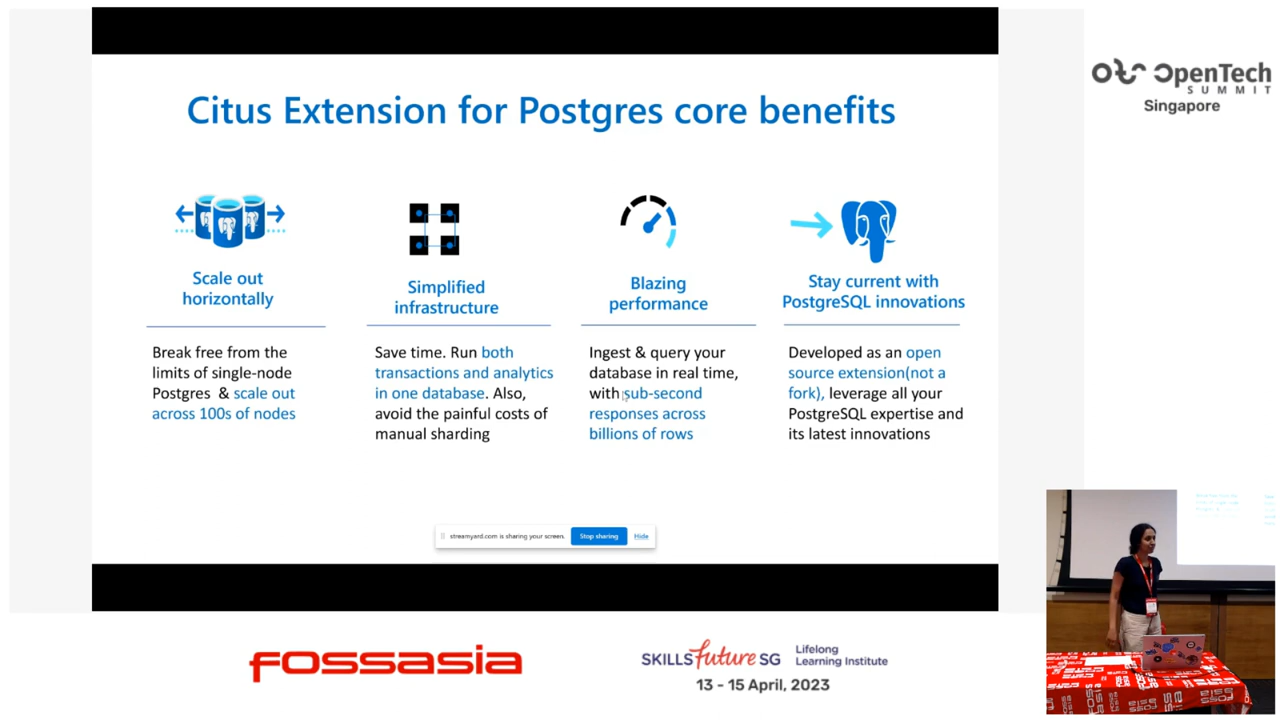 Citus Extension for Postgres core benefits
Scale out
horizontally
Break free from the
limits of single-node
Postgres & scale out
across 100s of nodes
Simplified
infrastructure
Save time. Run both
transactions and analytics
in one database. Also,
avoid the painful costs of
manual sharding
Blazing
performance
Ingest & query your
database in real time,
with sub-second
responses across
billions of rows
Stay current with
PostgreSQL innovations
Developed as an open
source extension(not a
fork), leverage all your
PostgreSQL expertise and
its latest innovations
streamyard.com is sharing your screen. Stop sharing Hide
OpenTech
SUMMIT
Singapore
FOSSASIA
SKILLSfuture SG
Lifelong
Learning Institute
13 - 15 April, 2023